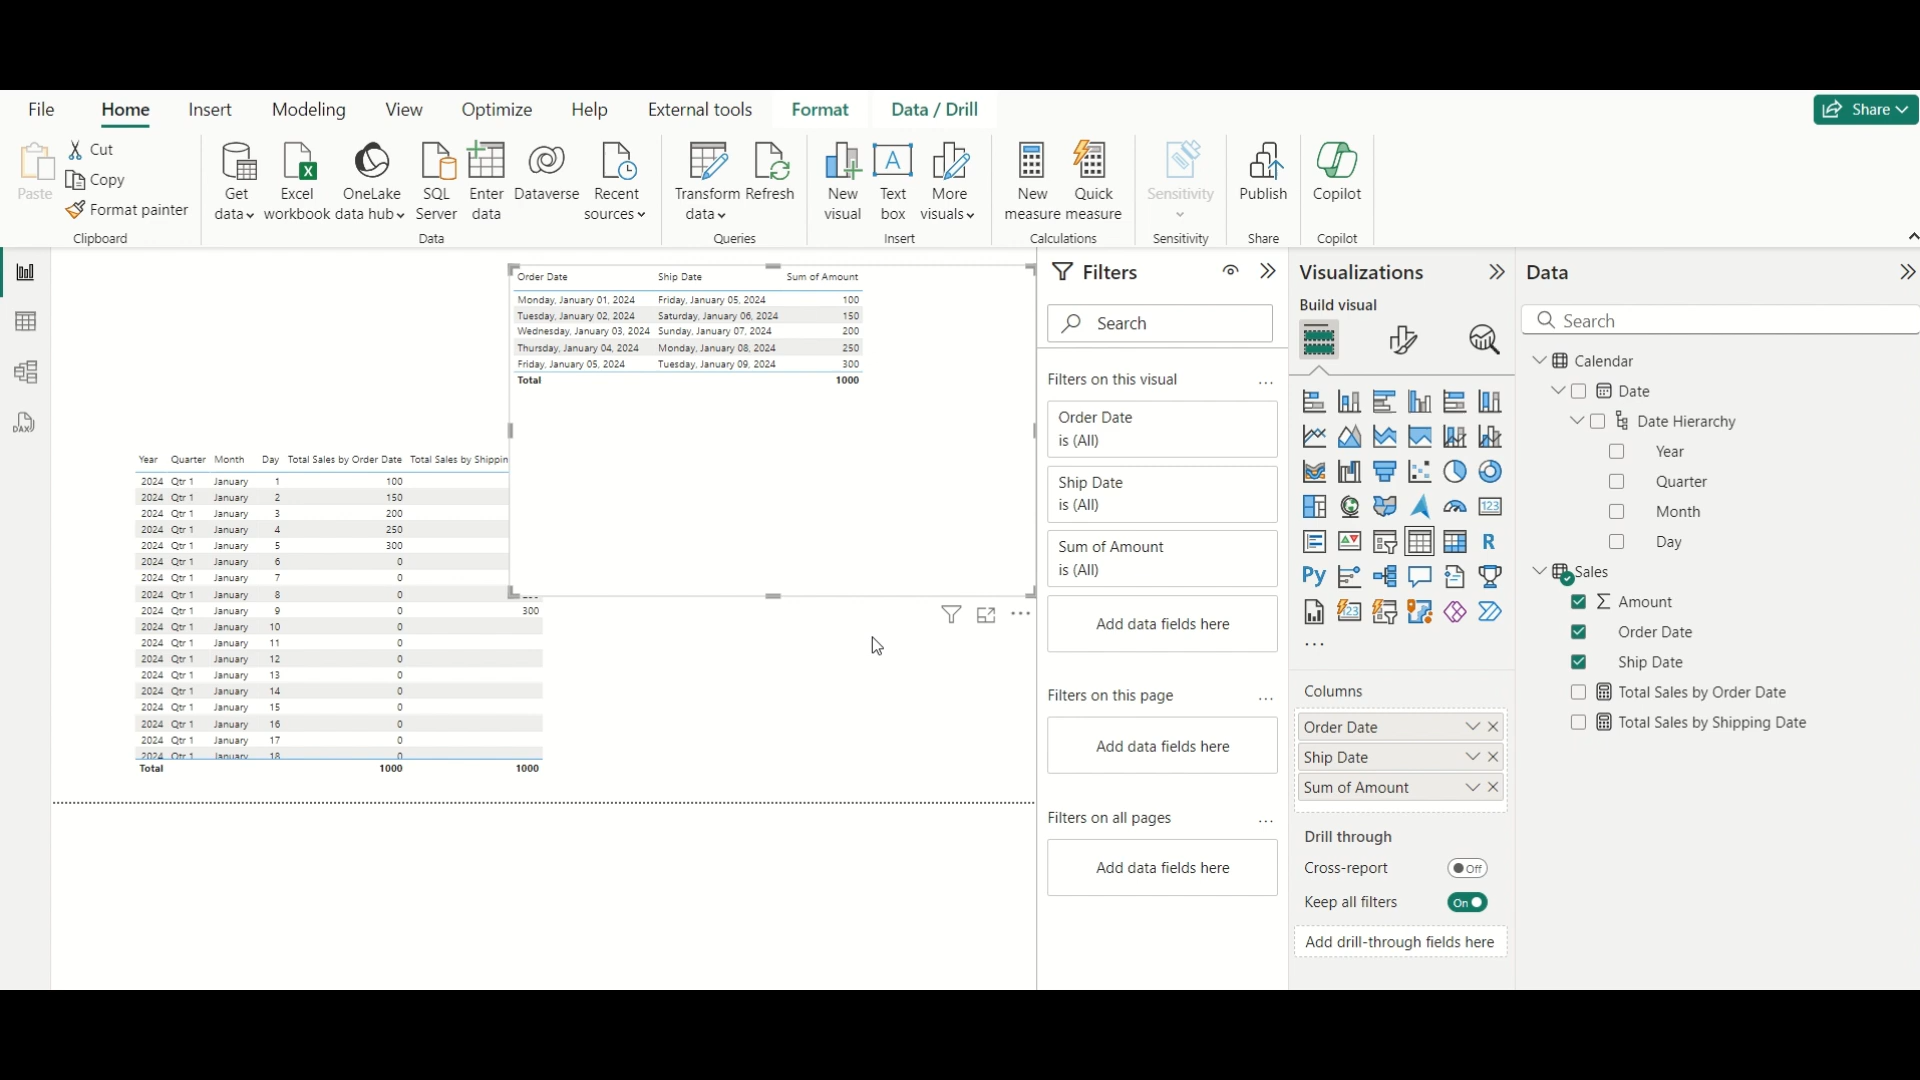 File Home Insert Modeling View Optimize Help External tools Format Data / Drill Share
Paste Cut
Copy
Format painter
Clipboard
Get data
Excel workbook
OneLake data hub
SQL Server
Enter data
Dataverse
Recent sources
Data
Transform data
Refresh
Queries
New visual
Text box
More visuals
Insert
New measure
Quick measure
Calculations
Sensitivity
Sensitivity
Publish
Share
Copilot
Copilot
Order Date Ship Date Sum of Amount
Monday, January 01, 2024 Friday, January 05, 2024 100
Tuesday, January 02, 2024 Saturday, January 06, 2024 150
Wednesday, January 03, 2024 Sunday, January 07, 2024 200
Thursday, January 04, 2024 Monday, January 08, 2024 250
Friday, January 05, 2024 Tuesday, January 09, 2024 300
Total 1000
Year Quarter Month Day Total Sales by Order Date Total Sales by Shippin
2024 Qtr 1 January 1 100
2024 Qtr 1 January 2 150
2024 Qtr 1 January 3 200
2024 Qtr 1 January 4 250
2024 Qtr 1 January 5 300
2024 Qtr 1 January 6 0
2024 Qtr 1 January 7 0
2024 Qtr 1 January 8 0
2024 Qtr 1 January 9 0 300
2024 Qtr 1 January 10 0
2024 Qtr 1 January 11 0
2024 Qtr 1 January 12 0
2024 Qtr 1 January 13 0
2024 Qtr 1 January 14 0
2024 Qtr 1 January 15 0
2024 Qtr 1 January 16 0
2024 Qtr 1 January 17 0
2024 Qtr 1 January 18 0
Total 1000 1000
Filters
Search
Filters on this visual ...
Order Date
is (All)
Ship Date
is (All)
Sum of Amount
is (All)
Add data fields here
Filters on this page ...
Add data fields here
Filters on all pages ...
Add data fields here
Visualizations
Build visual
123
R
Py
123
...
Columns
Order Date
Ship Date
Sum of Amount
Drill through
Cross-report Off
Keep all filters On
Add drill-through fields here
Data
Search
Calendar
Date
Date Hierarchy
Year
Quarter
Month
Day
Sales
Σ Amount
Order Date
Ship Date
Total Sales by Order Date
Total Sales by Shipping Date